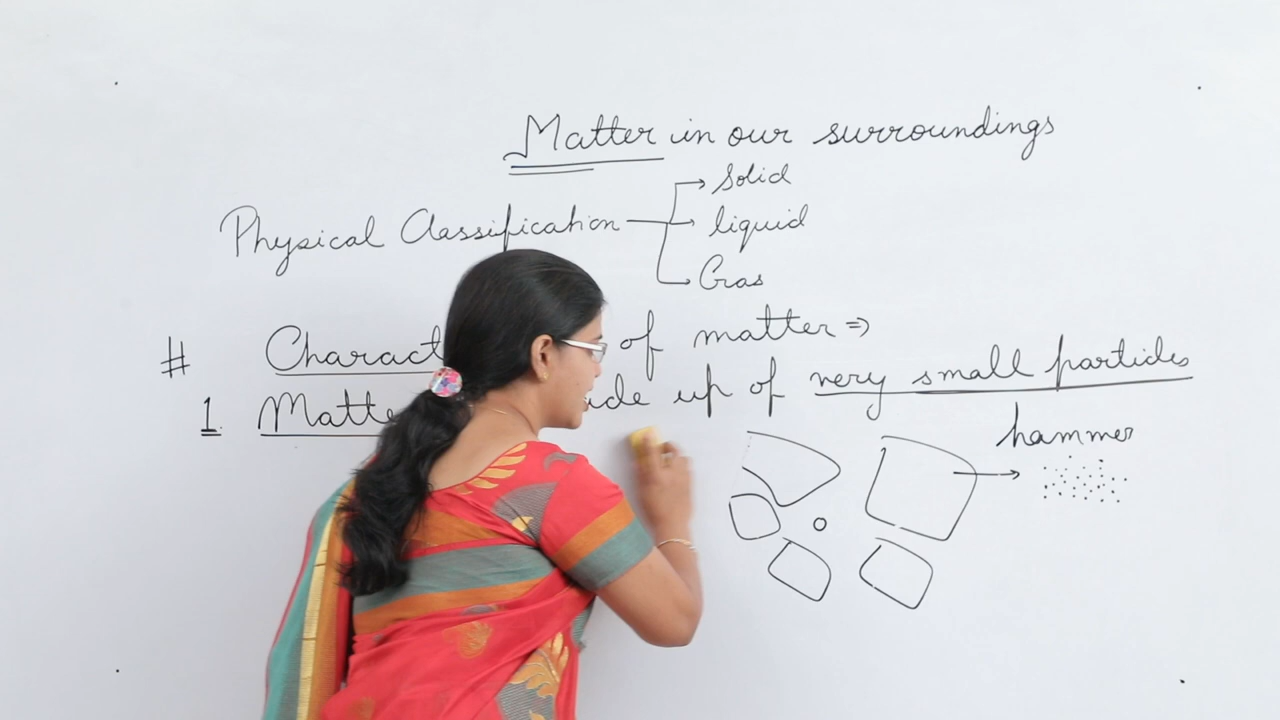 Matter in our surroundings
Solid
Physical Classification
liquid
Gas
# Charact of matter ⇒
1. Matte de up of very small particles
hammer